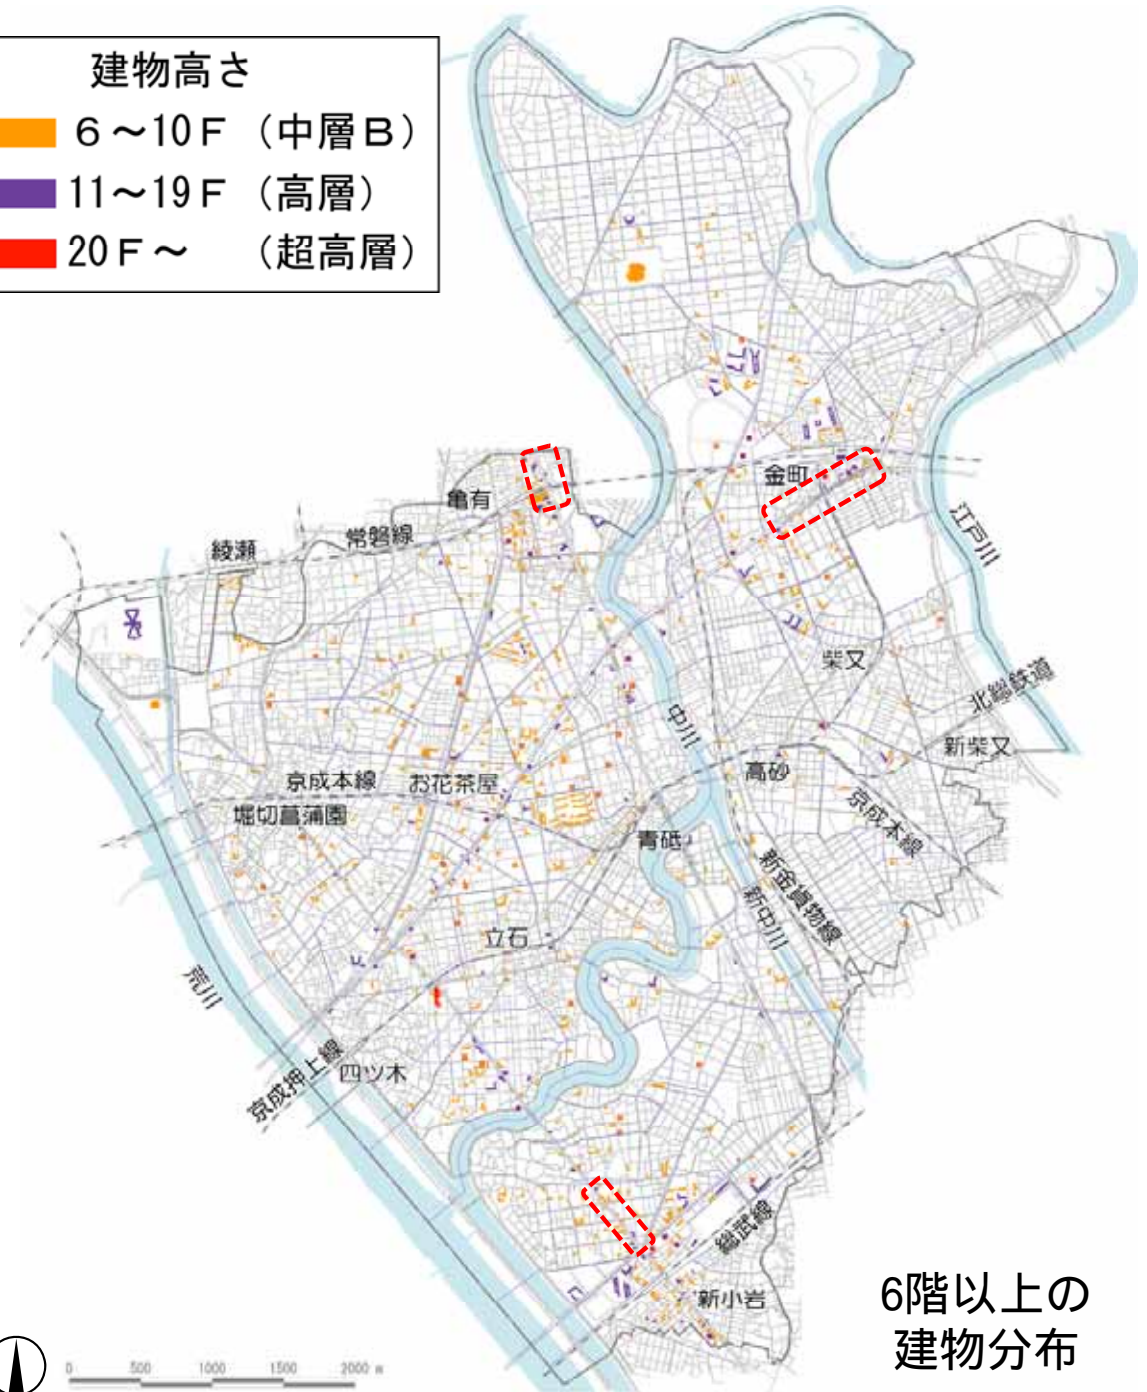 建物高さ
６～10Ｆ（中層Ｂ）
11～19Ｆ（高層）
20Ｆ～　（超高層）
金町
亀有
常磐線
綾瀬
江戸川
柴又
北総鉄道
新柴又
中川
高砂
京成本線
お花茶屋
堀切菖蒲園
京成本線
青砥
新金貨物線
新中川
立石
荒川
四ツ木
京成押上線
総武線
新小岩
6階以上の
建物分布
0 500 1000 1500 2000 m